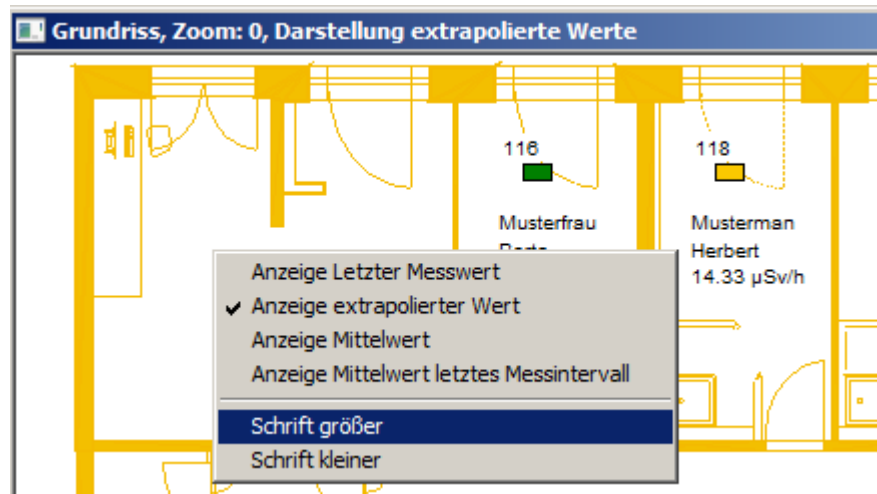 Grundriss, Zoom: 0, Darstellung extrapolierte Werte
116
118
Musterfrau
Musterman
Herbert
14.33 µSv/h
Anzeige Letzter Messwert
Anzeige extrapolierter Wert
Anzeige Mittelwert
Anzeige Mittelwert letztes Messintervall
Schrift größer
Schrift kleiner